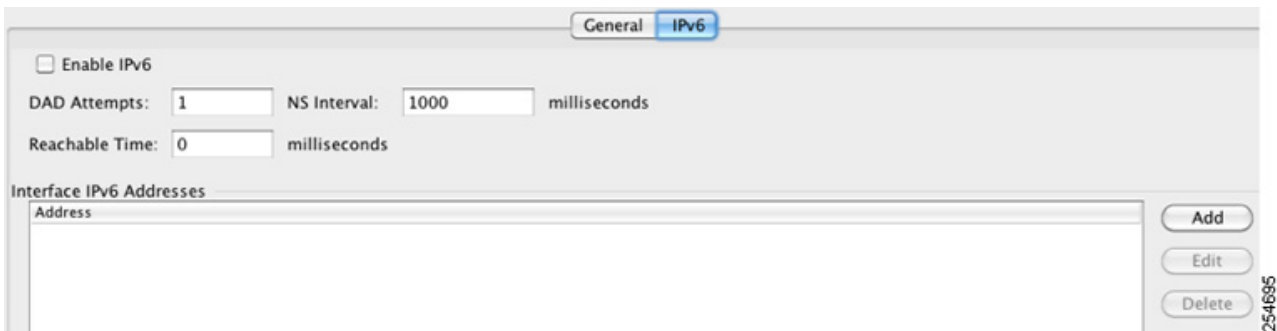 General IPv6
Enable IPv6
DAD Attempts: 1 NS Interval: 1000 milliseconds
Reachable Time: 0 milliseconds
Interface IPv6 Addresses
Address
Add
Edit
Delete
254695